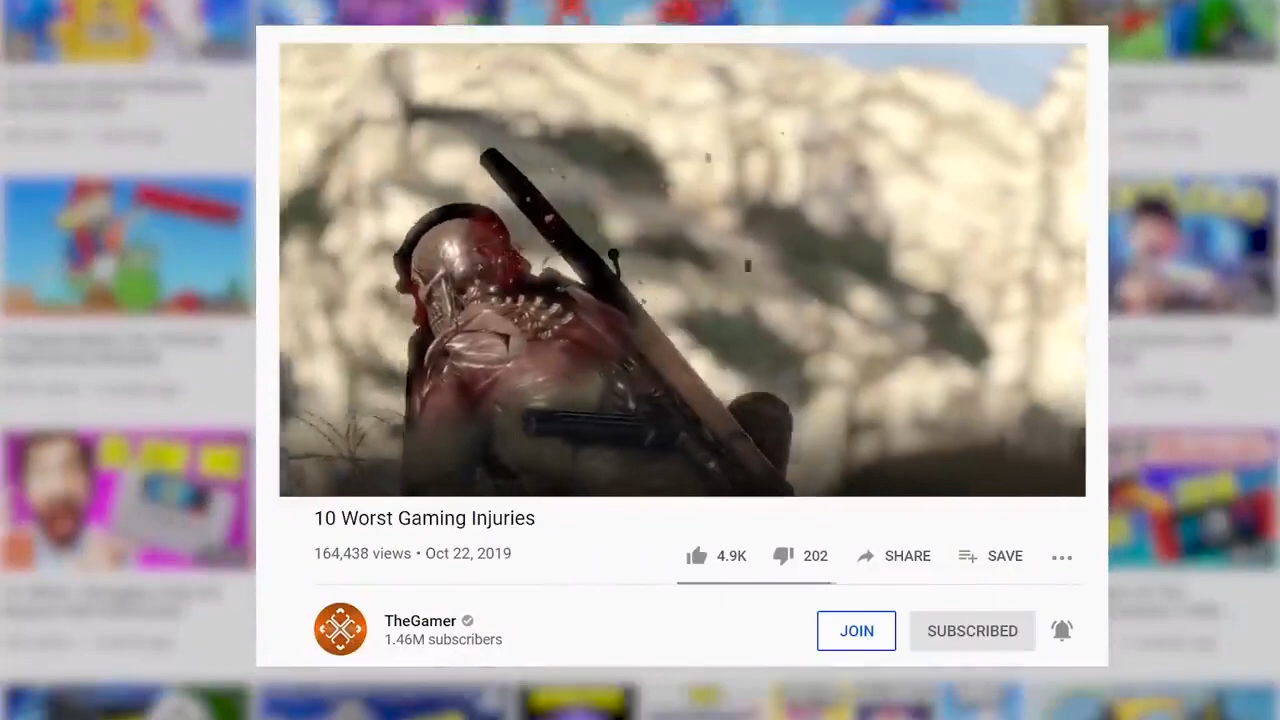 10 Worst Gaming Injuries
164,438 views • Oct 22, 2019
4.9K
202
SHARE
SAVE
TheGamer
1.46M subscribers
JOIN
SUBSCRIBED